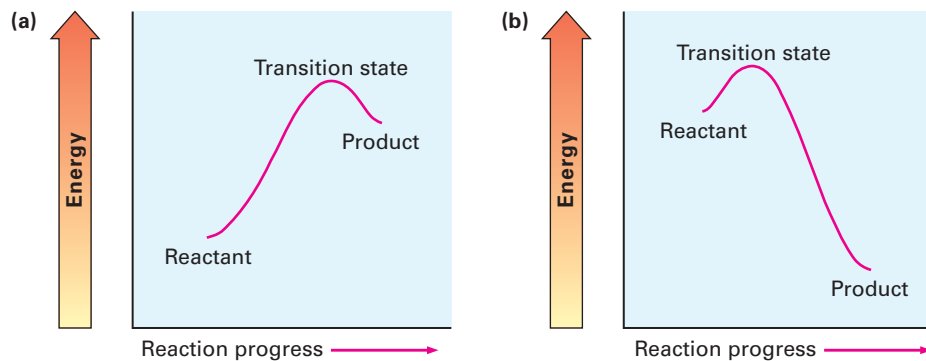 (a)
Energy
Transition state
Product
Reactant
Reaction progress
(b)
Energy
Transition state
Reactant
Product
Reaction progress